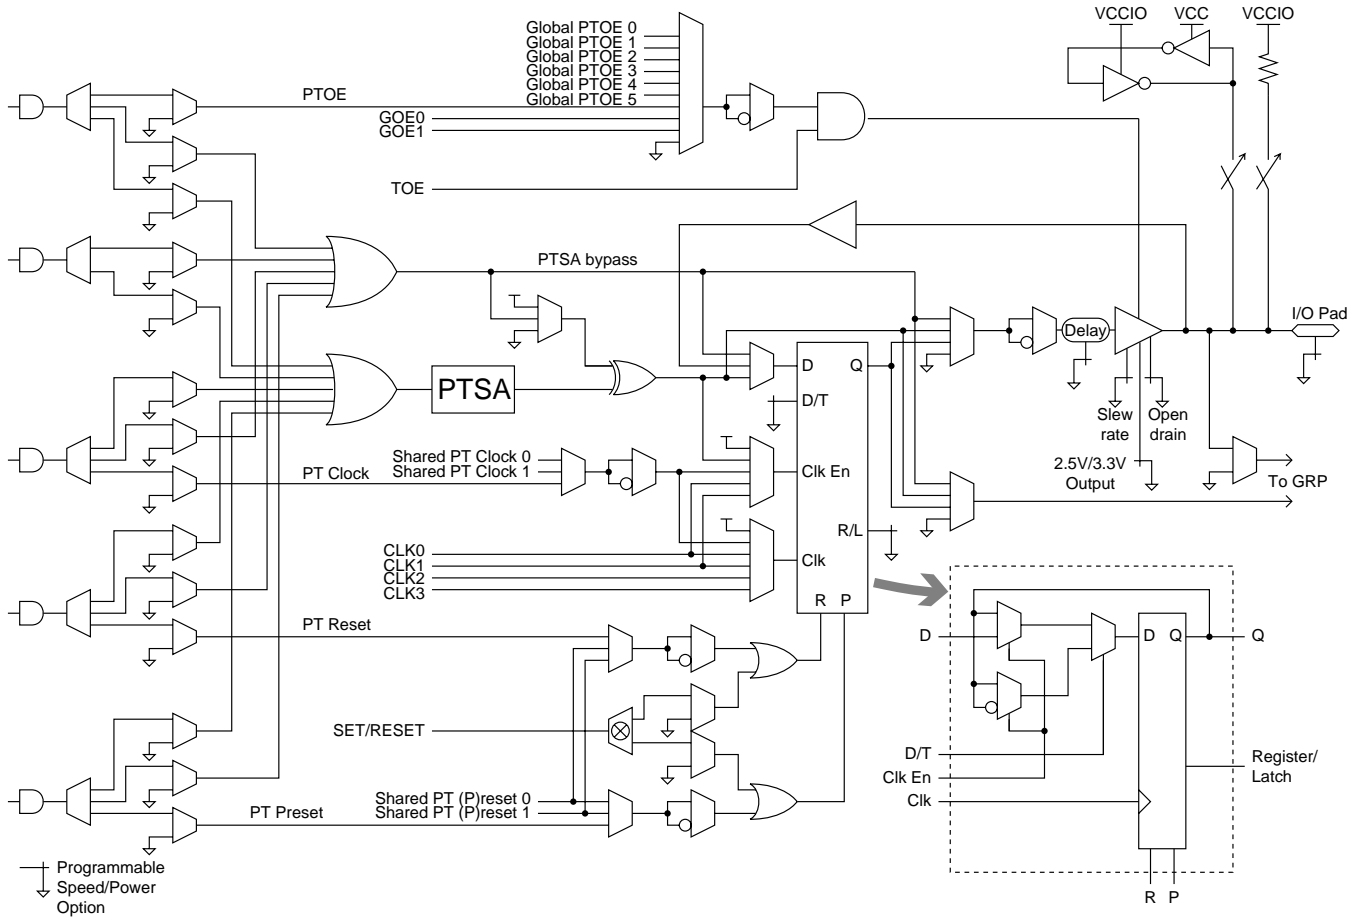 VCCIO
VCC
VCCIO
Global PTOE 0
Global PTOE 1
Global PTOE 2
Global PTOE 3
Global PTOE 4
Global PTOE 5
PTOE
GOE0
GOE1
TOE
PTSA bypass
I/O Pad
Delay
D
Q
PTSA
D/T
Slew
rate
Open
drain
Shared PT Clock 0
Shared PT Clock 1
PT Clock
Clk En
2.5V/3.3V
Output
To GRP
R/L
CLK0
CLK1
CLK2
CLK3
Clk
R
P
PT Reset
D
D
Q
Q
SET/RESET
D/T
Clk En
Clk
Register/
Latch
Shared PT (P)reset 0
Shared PT (P)reset 1
PT Preset
Programmable
Speed/Power
Option
R
P